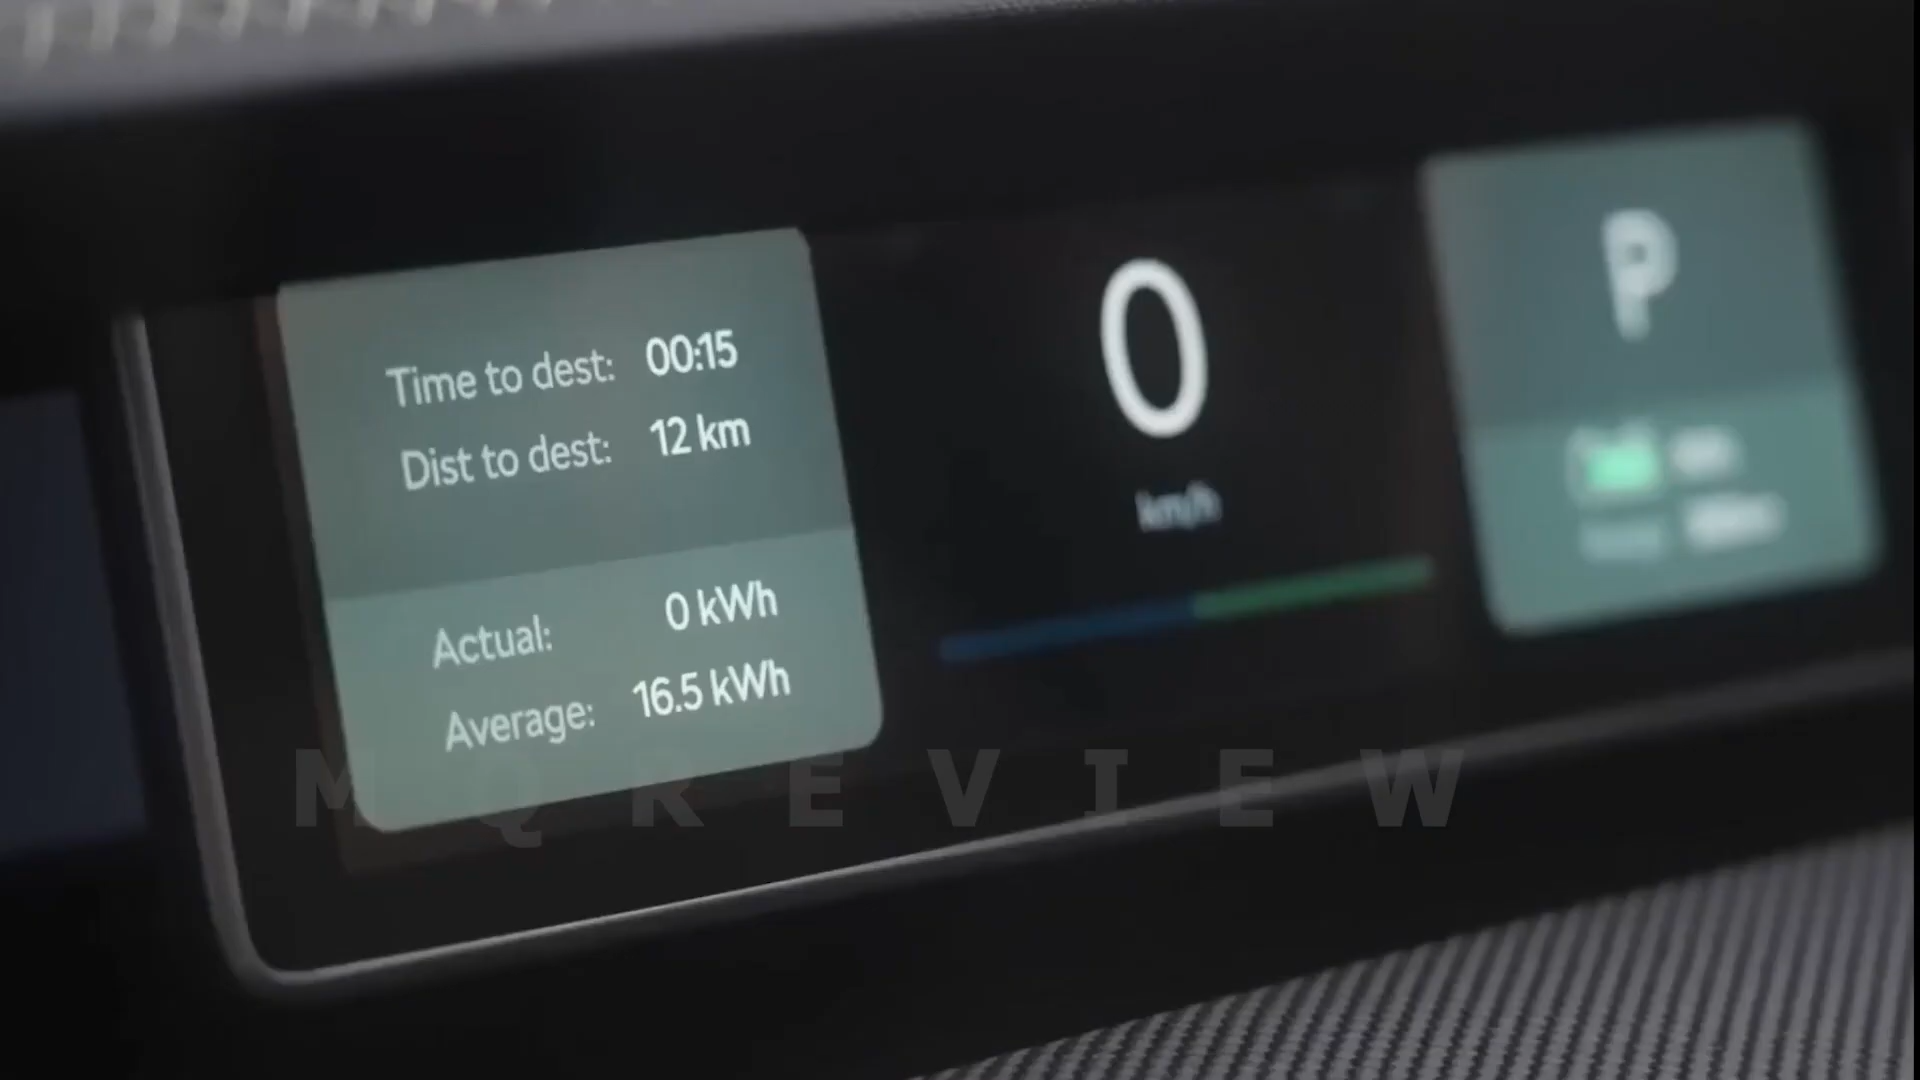 Time to dest: 00:15
Dist to dest: 12 km
Actual: 0 kWh
Average: 16.5 kWh
0
km/h
P
MQREVIEW